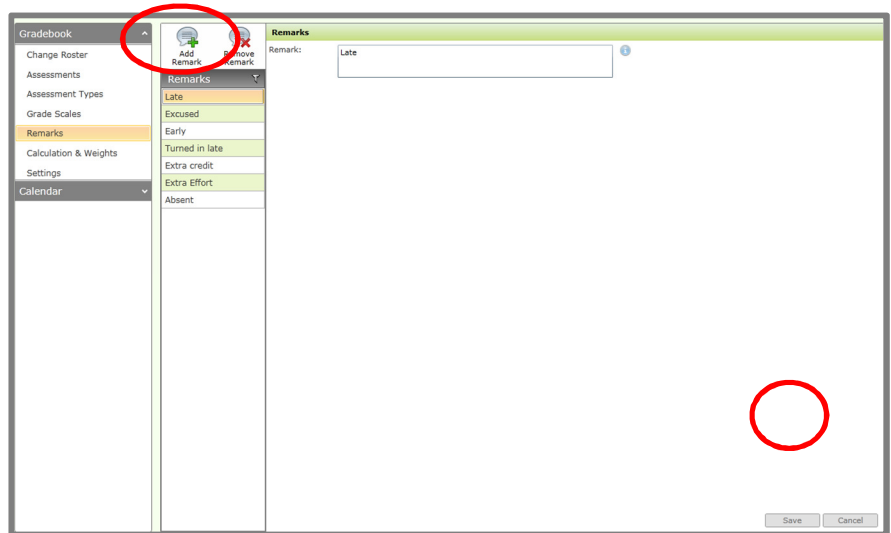 Gradebook
Change Roster
Assessments
Assessment Types
Grade Scales
Remarks
Calculation & Weights
Settings
Calendar
Add Remark
Remove Remark
Remarks
Late
Excused
Early
Turned in late
Extra credit
Extra Effort
Absent
Remarks
Remark:
Late
Save
Cancel